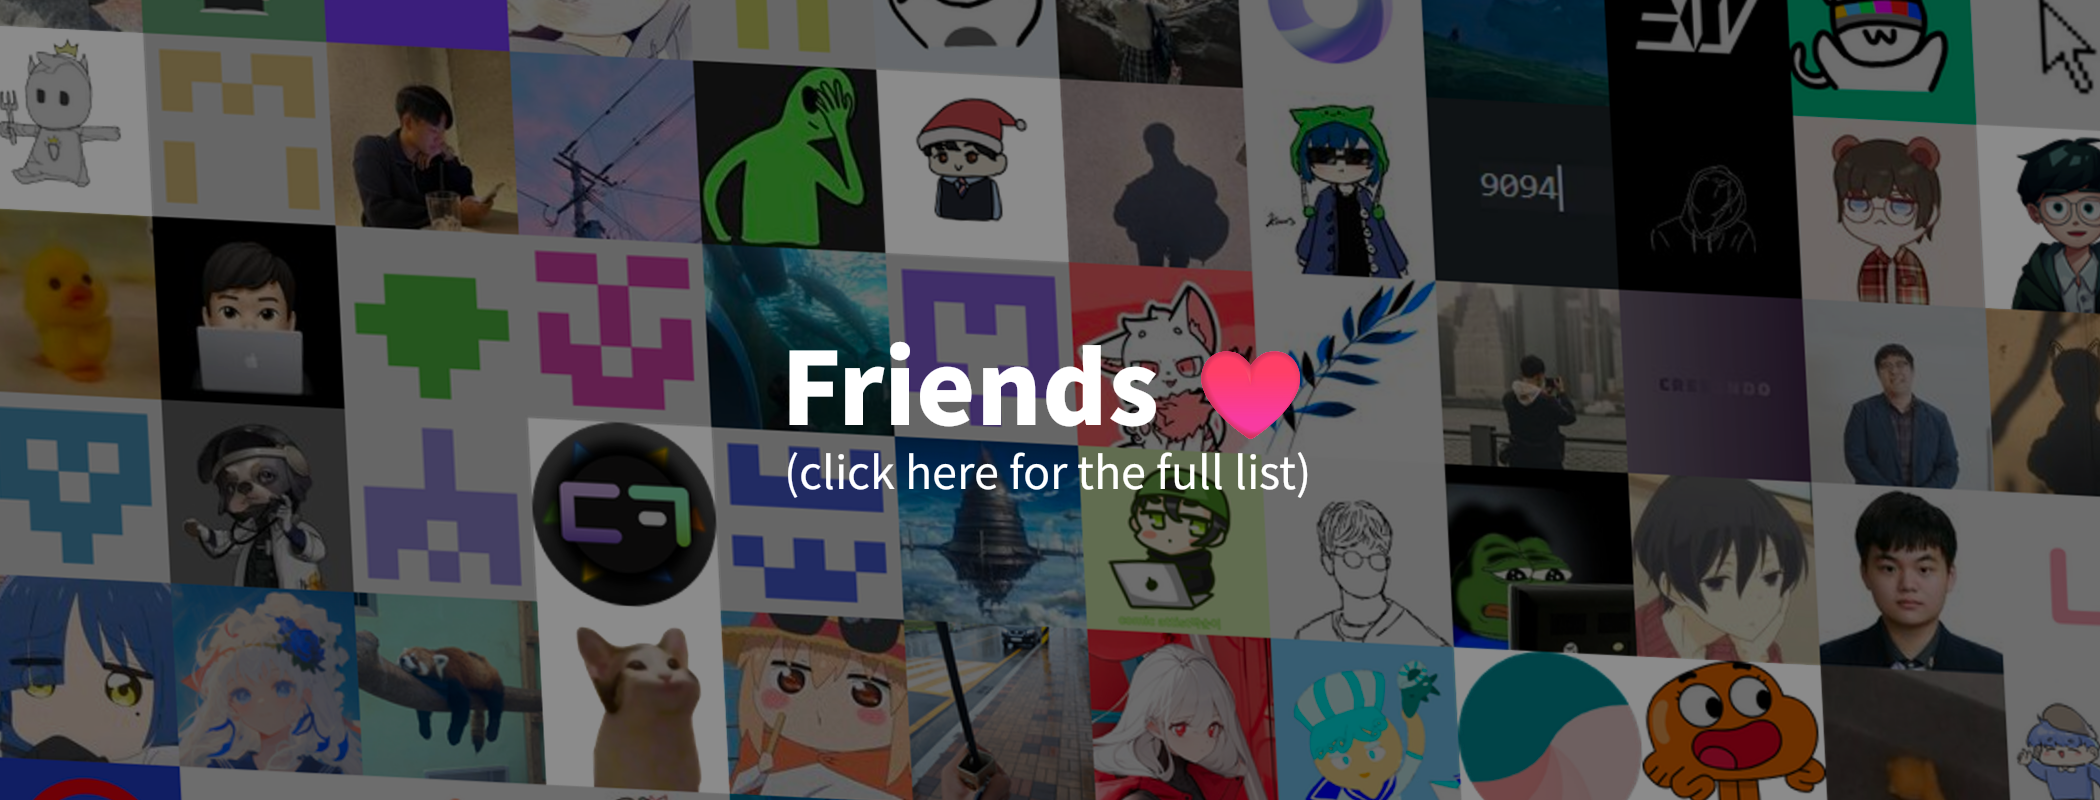 9094
Friends ❤
(click here for the full list)